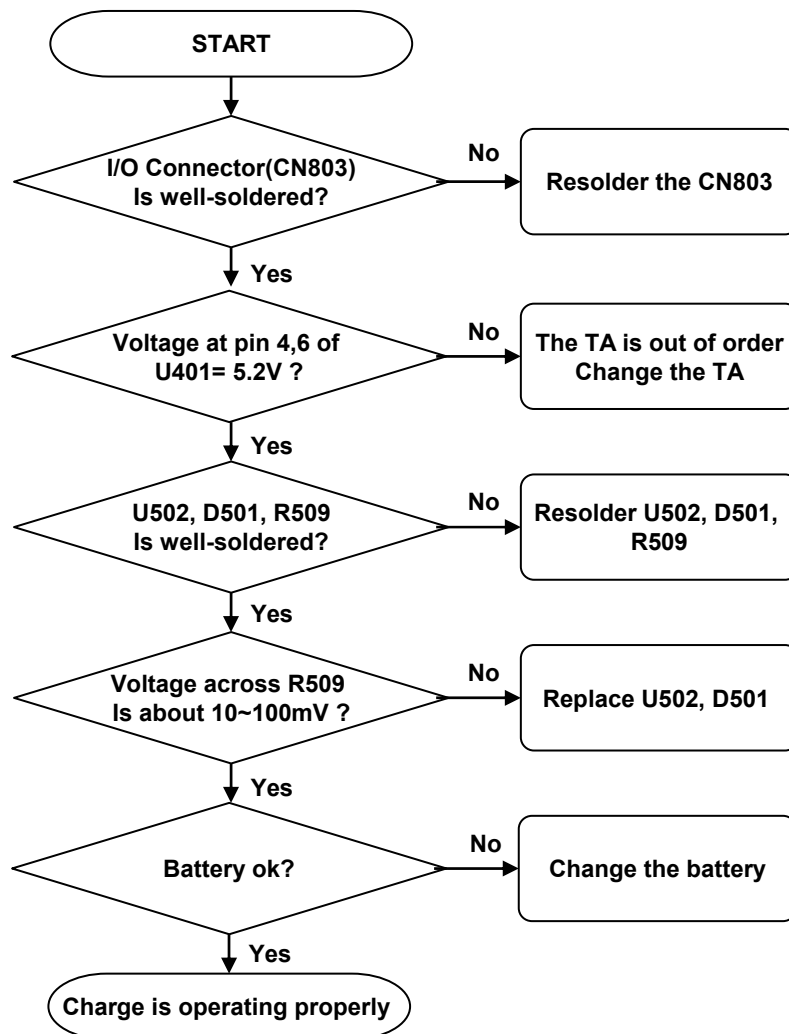 START
I/O Connector(CN803)
Is well-soldered?
No
Resolder the CN803
Yes
Voltage at pin 4,6 of
U401= 5.2V ?
No
The TA is out of order
Change the TA
Yes
U502, D501, R509
Is well-soldered?
No
Resolder U502, D501,
R509
Yes
Voltage across R509
Is about 10~100mV ?
No
Replace U502, D501
Yes
Battery ok?
No
Change the battery
Yes
Charge is operating properly